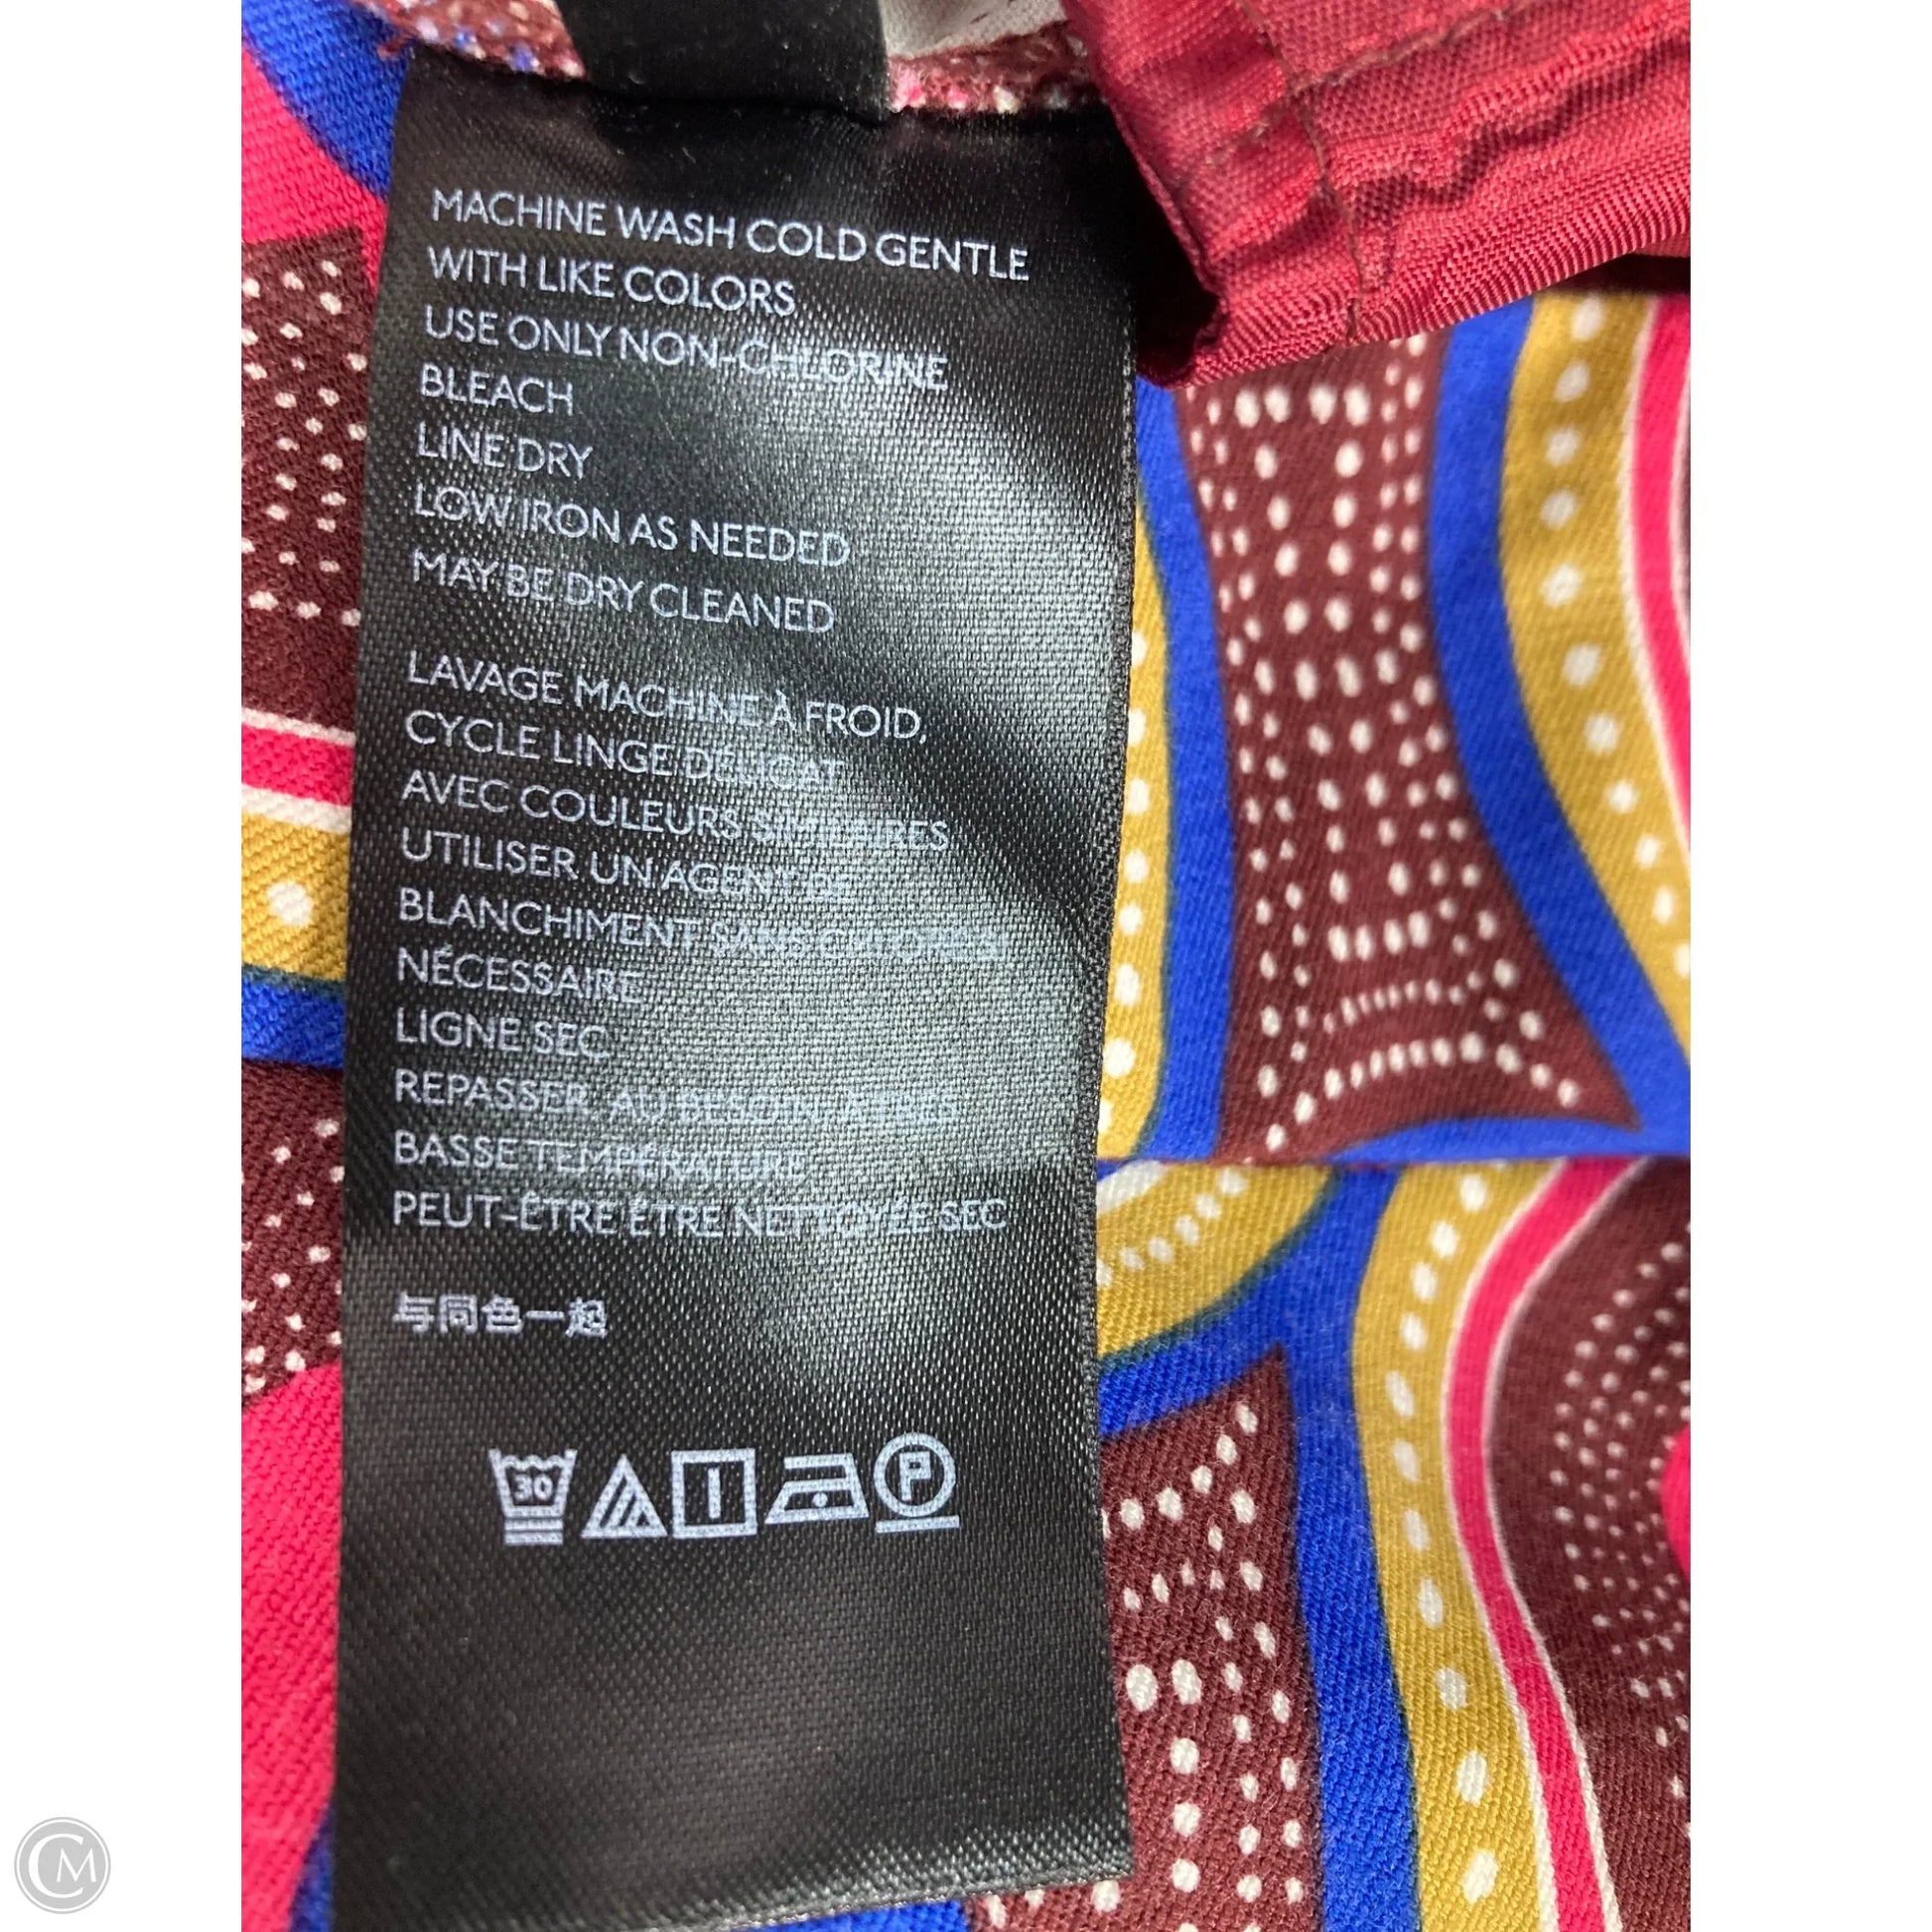 MACHINE WASH COLD GENTLE
WITH LIKE COLORS
USE ONLY NON-CHLORINE
BLEACH
LINE DRY
LOW IRON AS NEEDED
MAY BE DRY CLEANED
LAVAGE MACHINE À FROID,
CYCLE LINGE DÉLICAT
AVEC COULEURS SIMILAIRES
UTILISER UN AGENT DE
BLANCHIMENT SANS CHLORE SI
NÉCESSAIRE
LIGNE SEC
REPASSER, AU BESOIN, À TRÈS
BASSE TEMPÉRATURE
PEUT-ÊTRE ÊTRE NETTOYÉE SEC
与同色一起
30
P
CM